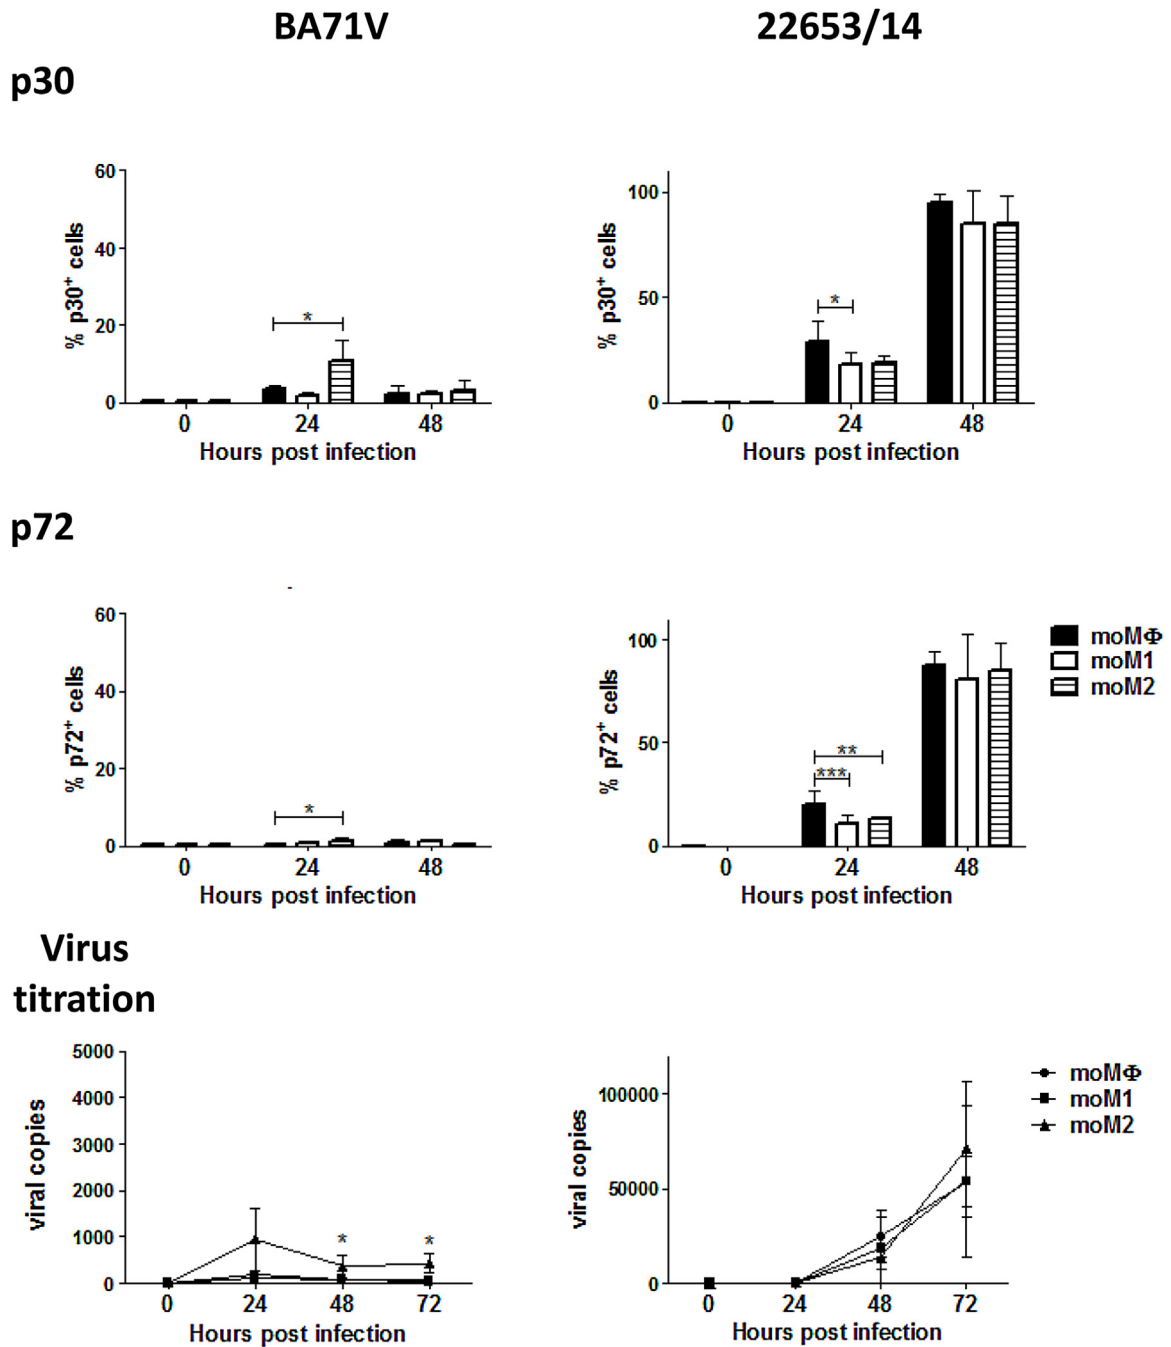 BA71V
22653/14
p30
60
40
20
0
% p30+ cells
*
0
24
48
Hours post infection
100
50
0
% p30+ cells
*
0
24
48
Hours post infection
p72
60
40
20
0
% p72+ cells
*
0
24
48
Hours post infection
100
50
0
% p72+ cells
**
***
0
24
48
Hours post infection
moMΦ
moM1
moM2
Virus
titration
5000
4000
3000
2000
1000
0
viral copies
*
*
0
24
48
72
Hours post infection
100000
50000
0
viral copies
0
24
48
72
Hours post infection
moMΦ
moM1
moM2